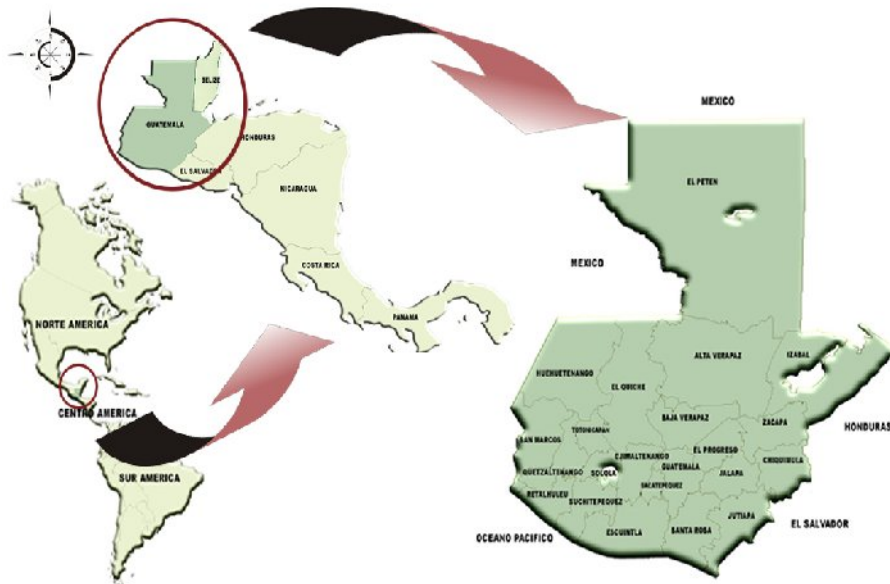 BELIZE
GUATEMALA
HONDURAS
EL SALVADOR
NICARAGUA
COSTA RICA
PANAMA
NORTE AMERICA
CENTRO AMERICA
SUR AMERICA
MEXICO
EL PETEN
MEXICO
HUEHUETENANGO
EL QUICHE
ALTA VERAPAZ
IZABAL
BAJA VERAPAZ
ZACAPA
HONDURAS
SAN MARCOS
TOTONICAPAN
EL PROGRESO
CHIMALTENANGO
GUATEMALA
CHIQUIMULA
QUETZALTENANGO
SOLOLA
JALAPA
SACATEPEQUEZ
RETALHULEU
SUCHITEPEQUEZ
JUTIAPA
ESCUINTLA
SANTA ROSA
EL SALVADOR
OCEANO PACIFICO